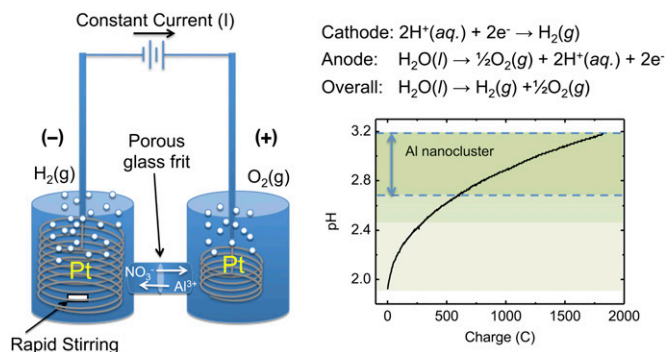 Constant Current (I)
Cathode: 2H⁺(aq.) + 2e⁻ → H₂(g)
Anode: H₂O(l) → ½O₂(g) + 2H⁺(aq.) + 2e⁻
Overall: H₂O(l) → H₂(g) +½O₂(g)
(–)
(+)
Porous
glass frit
H₂(g)
O₂(g)
Pt
Pt
NO₃⁻
Al³⁺
Rapid Stirring
3.2
2.8
2.4
2.0
pH
Al nanocluster
0
500
1000
1500
2000
Charge (C)